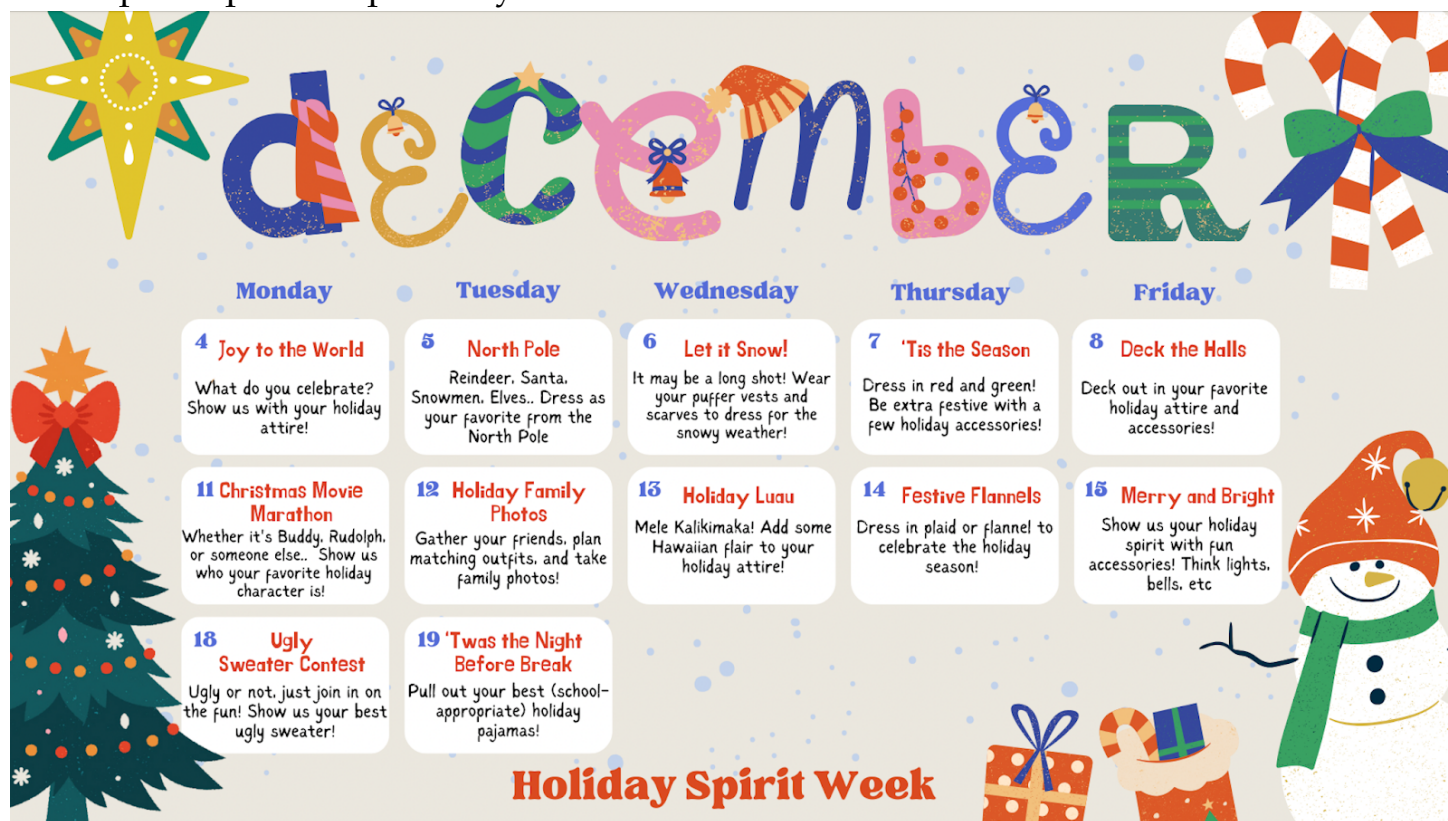 december
Monday
Tuesday
Wednesday
Thursday
Friday
4 Joy to the World
What do you celebrate?
Show us with your holiday
attire!
5 North Pole
Reindeer, Santa,
Snowmen, Elves.. Dress as
your favorite from the
North Pole
6 Let it Snow!
It may be a long shot! Wear
your puffer vests and
scarves to dress for the
snowy weather!
7 'Tis the Season
Dress in red and green!
Be extra festive with a
few holiday accessories!
8 Deck the Halls
Deck out in your favorite
holiday attire and
accessories!
11 Christmas Movie
Marathon
Whether it's Buddy, Rudolph,
or someone else.. Show us
who your favorite holiday
character is!
12 Holiday Family
Photos
Gather your friends, plan
matching outfits, and take
family photos!
13 Holiday Luau
Mele Kalikimaka! Add some
Hawaiian flair to your
holiday attire!
14 Festive Flannels
Dress in plaid or flannel to
celebrate the holiday
season!
15 Merry and Bright
Show us your holiday
spirit with fun
accessories! Think lights,
bells, etc
18 Ugly
Sweater Contest
Ugly or not, just join in on
the fun! Show us your best
ugly sweater!
19 'Twas the Night
Before Break
Pull out your best (school-
appropriate) holiday
pajamas!
Holiday Spirit Week